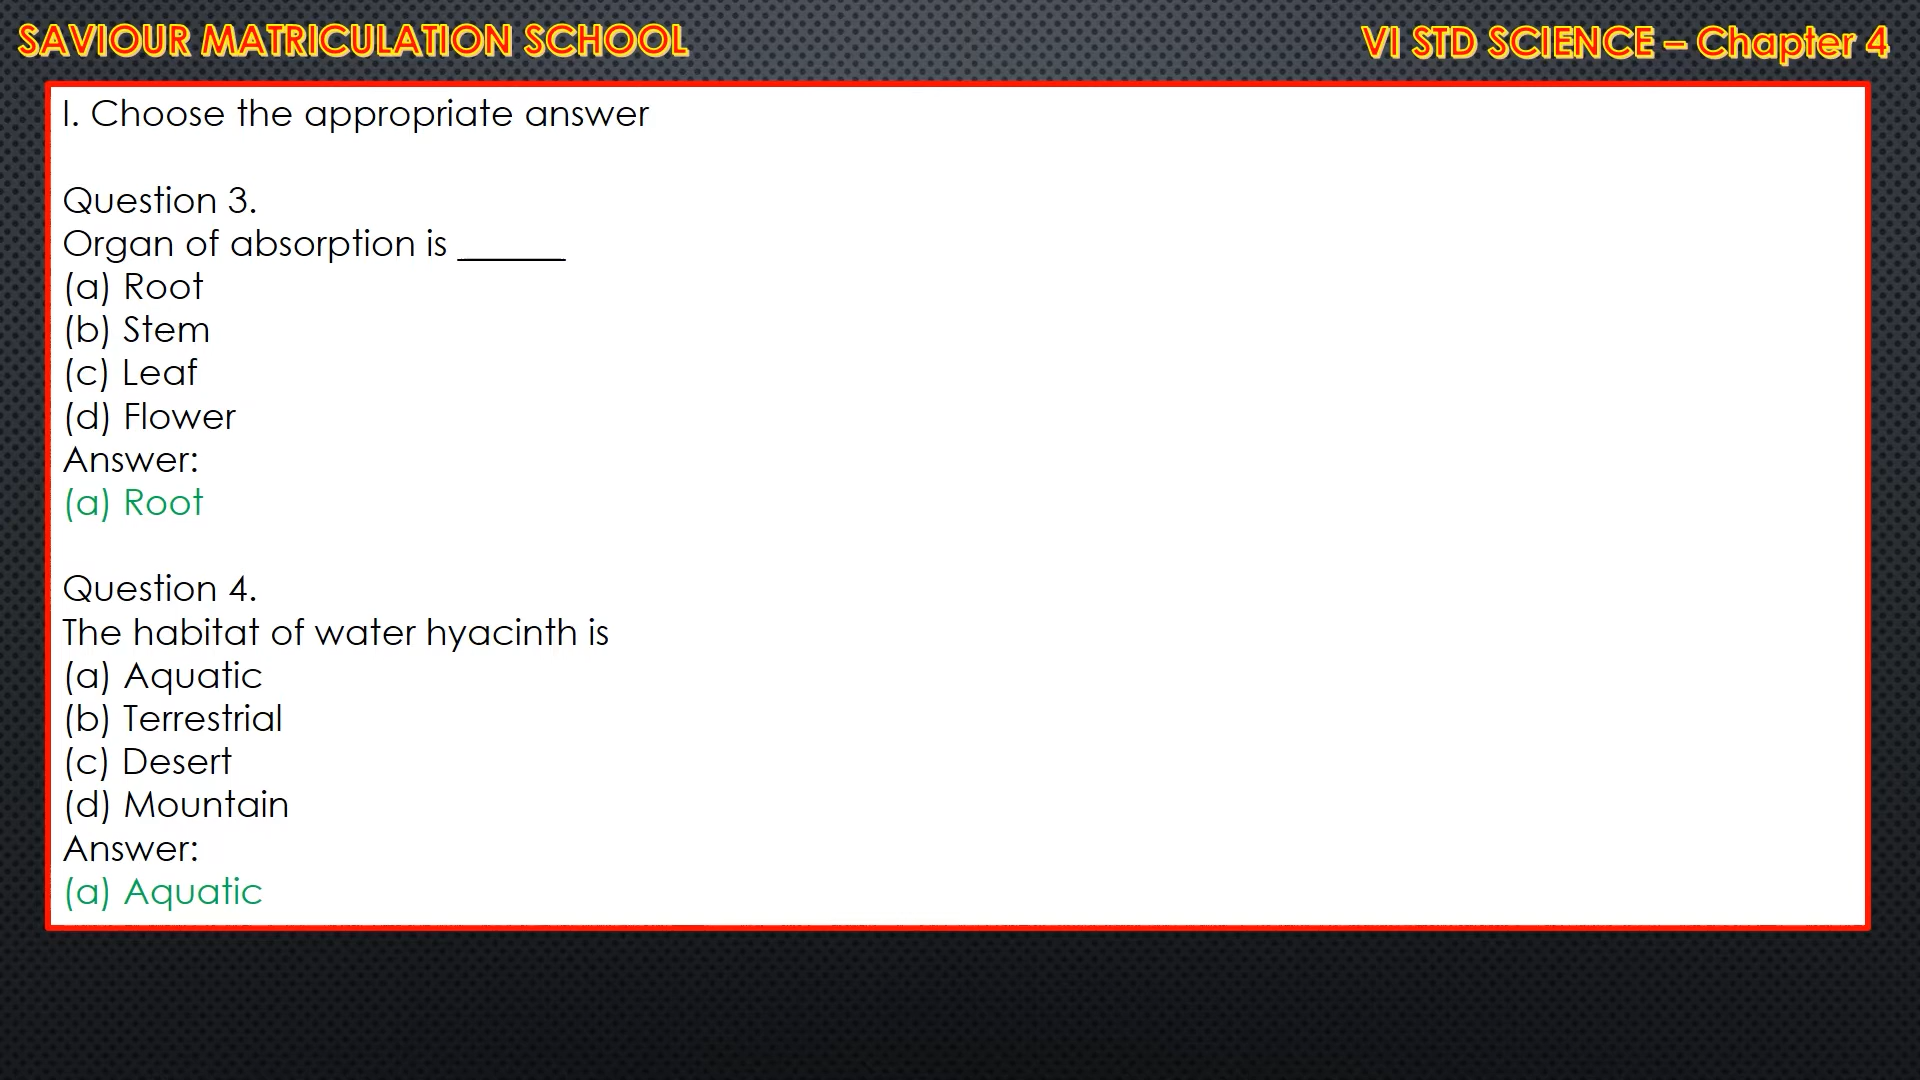 SAVIOUR MATRICULATION SCHOOL
VI STD SCIENCE – Chapter 4
I. Choose the appropriate answer
Question 3.
Organ of absorption is ______
(a) Root
(b) Stem
(c) Leaf
(d) Flower
Answer:
(a) Root
Question 4.
The habitat of water hyacinth is
(a) Aquatic
(b) Terrestrial
(c) Desert
(d) Mountain
Answer:
(a) Aquatic